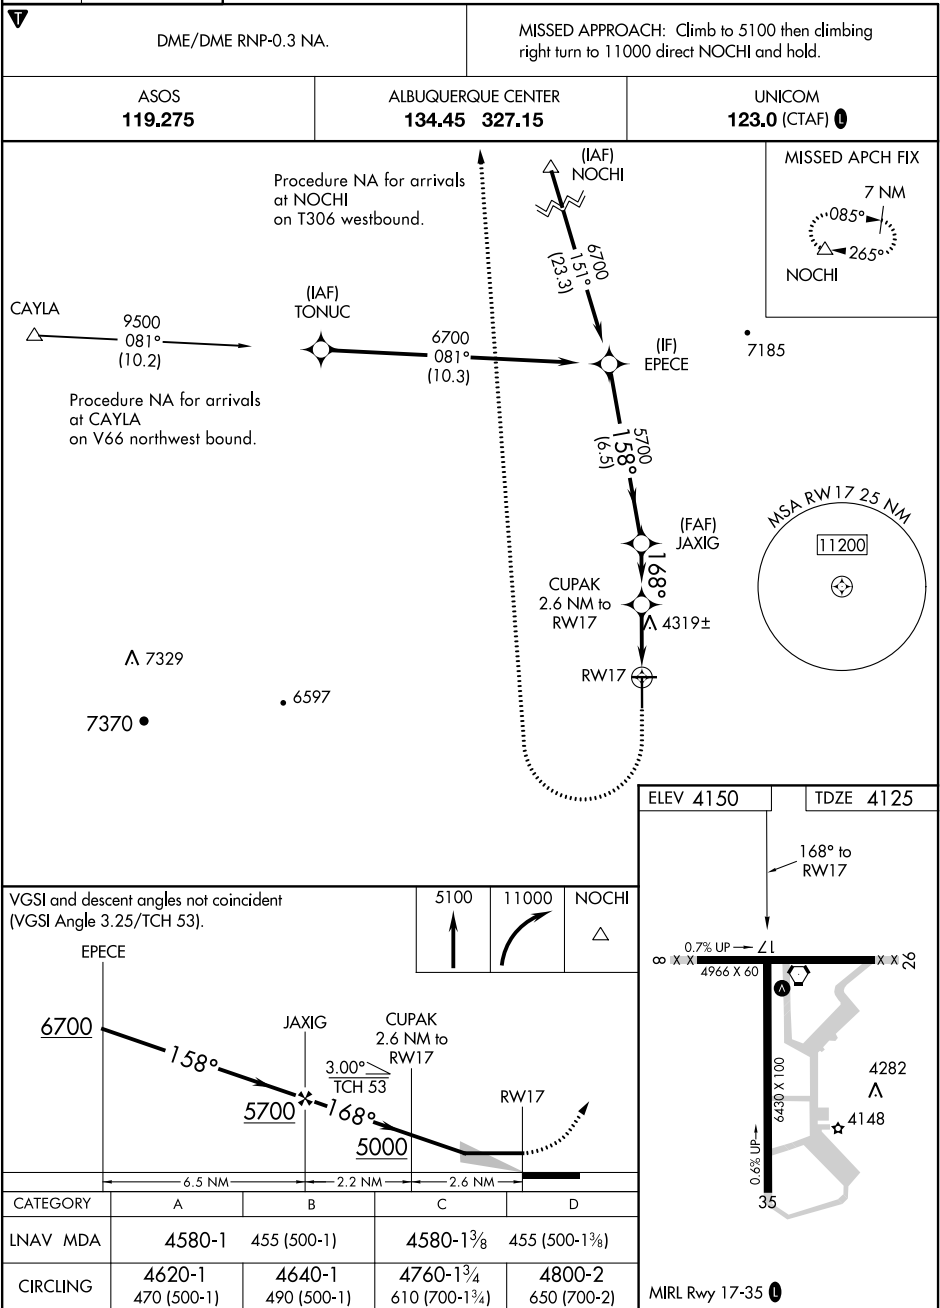 T
DME/DME RNP-0.3 NA.
MISSED APPROACH: Climb to 5100 then climbing
right turn to 11000 direct NOCHI and hold.
ASOS
119.275
ALBUQUERQUE CENTER
134.45 327.15
UNICOM
123.0 (CTAF) L
Procedure NA for arrivals
at NOCHI
on T306 westbound.
(IAF)
NOCHI
6700
151°
(23.3)
MISSED APCH FIX
7 NM
085°
265°
NOCHI
CAYLA
9500
081°
(10.2)
(IAF)
TONUC
6700
081°
(10.3)
(IF)
EPECE
7185
Procedure NA for arrivals
at CAYLA
on V66 northwest bound.
5700
158°
(6.5)
(FAF)
JAXIG
168°
CUPAK
2.6 NM to
RW17
4319±
RW17
MSA RW17 25 NM
11200
7329
6597
7370
ELEV 4150
TDZE 4125
168° to
RW17
0.7% UP
17
8
X X
X X
26
4966 X 60
6430 X 100
4282
4148
0.6% UP
35
MIRL Rwy 17-35 L
VGSI and descent angles not coincident
(VGSI Angle 3.25/TCH 53).
5100
11000
NOCHI
EPECE
6700
158°
JAXIG
5700
3.00°
TCH 53
168°
CUPAK
2.6 NM to
RW17
5000
RW17
6.5 NM
2.2 NM
2.6 NM
CATEGORY A B C D
LNAV MDA 4580-1 455 (500-1) 4580-1⅜ 455 (500-1⅜)
CIRCLING 4620-1 4640-1 4760-1¾ 4800-2
470 (500-1) 490 (500-1) 610 (700-1¾) 650 (700-2)